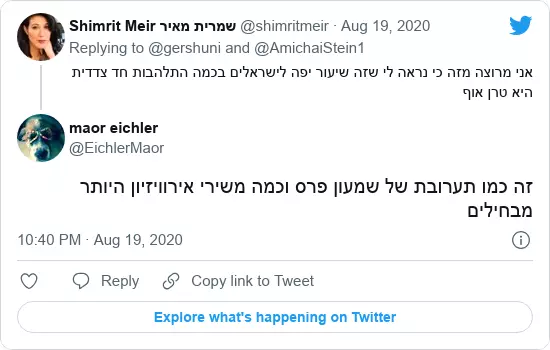 Shimrit Meir שמרית מאיר @shimritmeir · Aug 19, 2020
Replying to @gershuni and @AmichaiStein1
אני מרוצה מזה כי נראה לי שזה שיעור יפה לישראלים בכמה התלהבות חד צדדית
היא טרן אוף
maor eichler
@EichlerMaor
זה כמו תערובת של שמעון פרס וכמה משירי אירוויזיון היותר
מבחילים
10:40 PM · Aug 19, 2020
Reply
Copy link to Tweet
Explore what's happening on Twitter